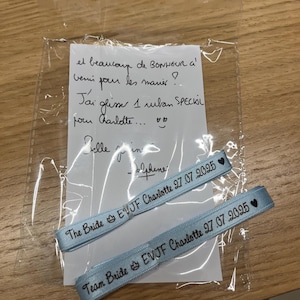 et beaucoup de BONHEUR à
venir pour les mariés !
J'ai glissé 1 ruban SPECIAL
pour Charlotte...
Belle
The Bride ♛ EVJF Charlotte 27 07 2025 ♥
Team Bride ♛ EVJF Charlotte 27 07 2025 ♥